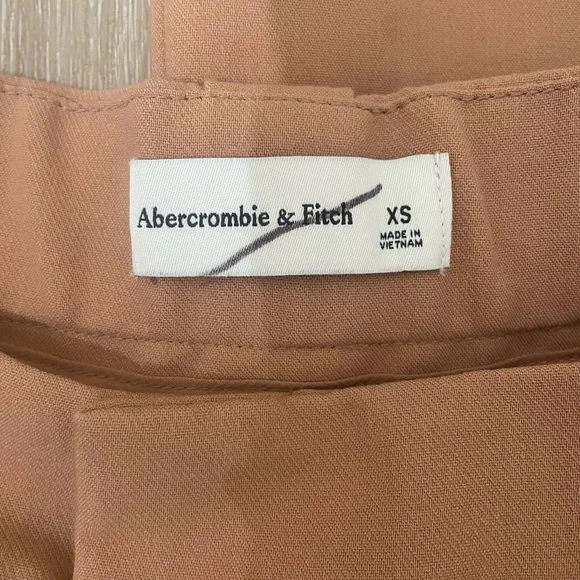 Abercrombie & Fitch XS
MADE IN
VIETNAM